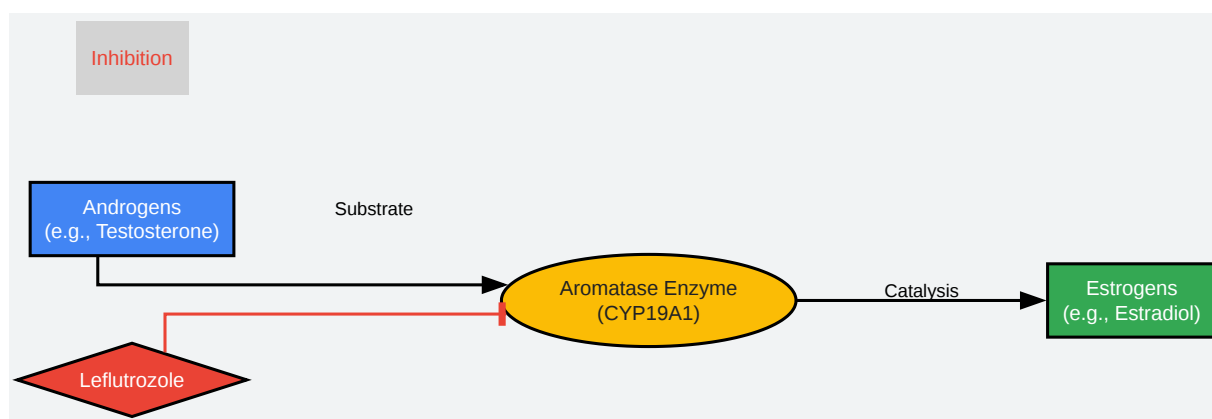 Inhibition
Androgens
(e.g., Testosterone)
Substrate
Aromatase Enzyme
(CYP19A1)
Catalysis
Estrogens
(e.g., Estradiol)
Leflutrozole